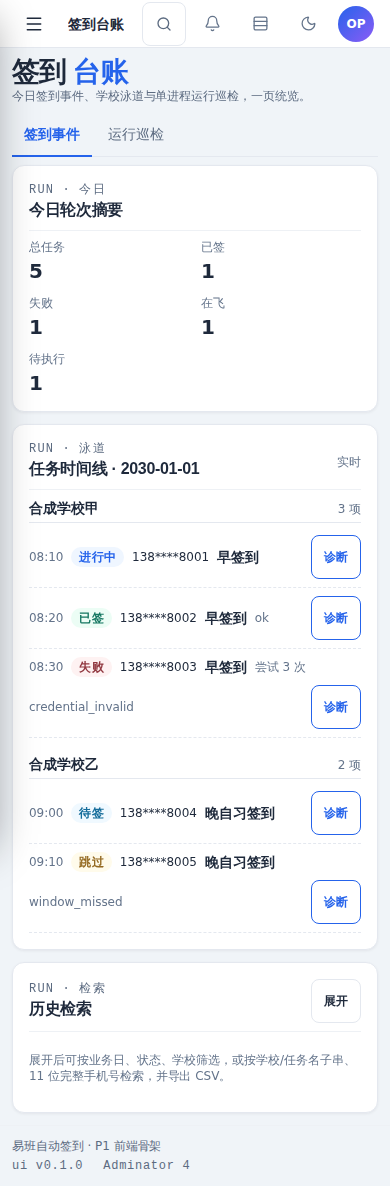 签到台账
OP
签到 台账
今日签到事件、学校泳道与单进程运行巡检，一页统览。
签到事件 运行巡检
RUN · 今日
今日轮次摘要
总任务 已签
5 1
失败 在飞
1 1
待执行
1
RUN · 泳道
任务时间线 · 2030-01-01 实时
合成学校甲 3 项
08:10 进行中 138****8001 早签到 诊断
08:20 已签 138****8002 早签到 ok 诊断
08:30 失败 138****8003 早签到 尝试 3 次
credential_invalid 诊断
合成学校乙 2 项
09:00 待签 138****8004 晚自习签到 诊断
09:10 跳过 138****8005 晚自习签到
window_missed 诊断
RUN · 检索
历史检索 展开
展开后可按业务日、状态、学校筛选，或按学校/任务名子串、
11 位完整手机号检索，并导出 CSV。
易班自动签到 · P1 前端骨架
ui v0.1.0 Adminator 4